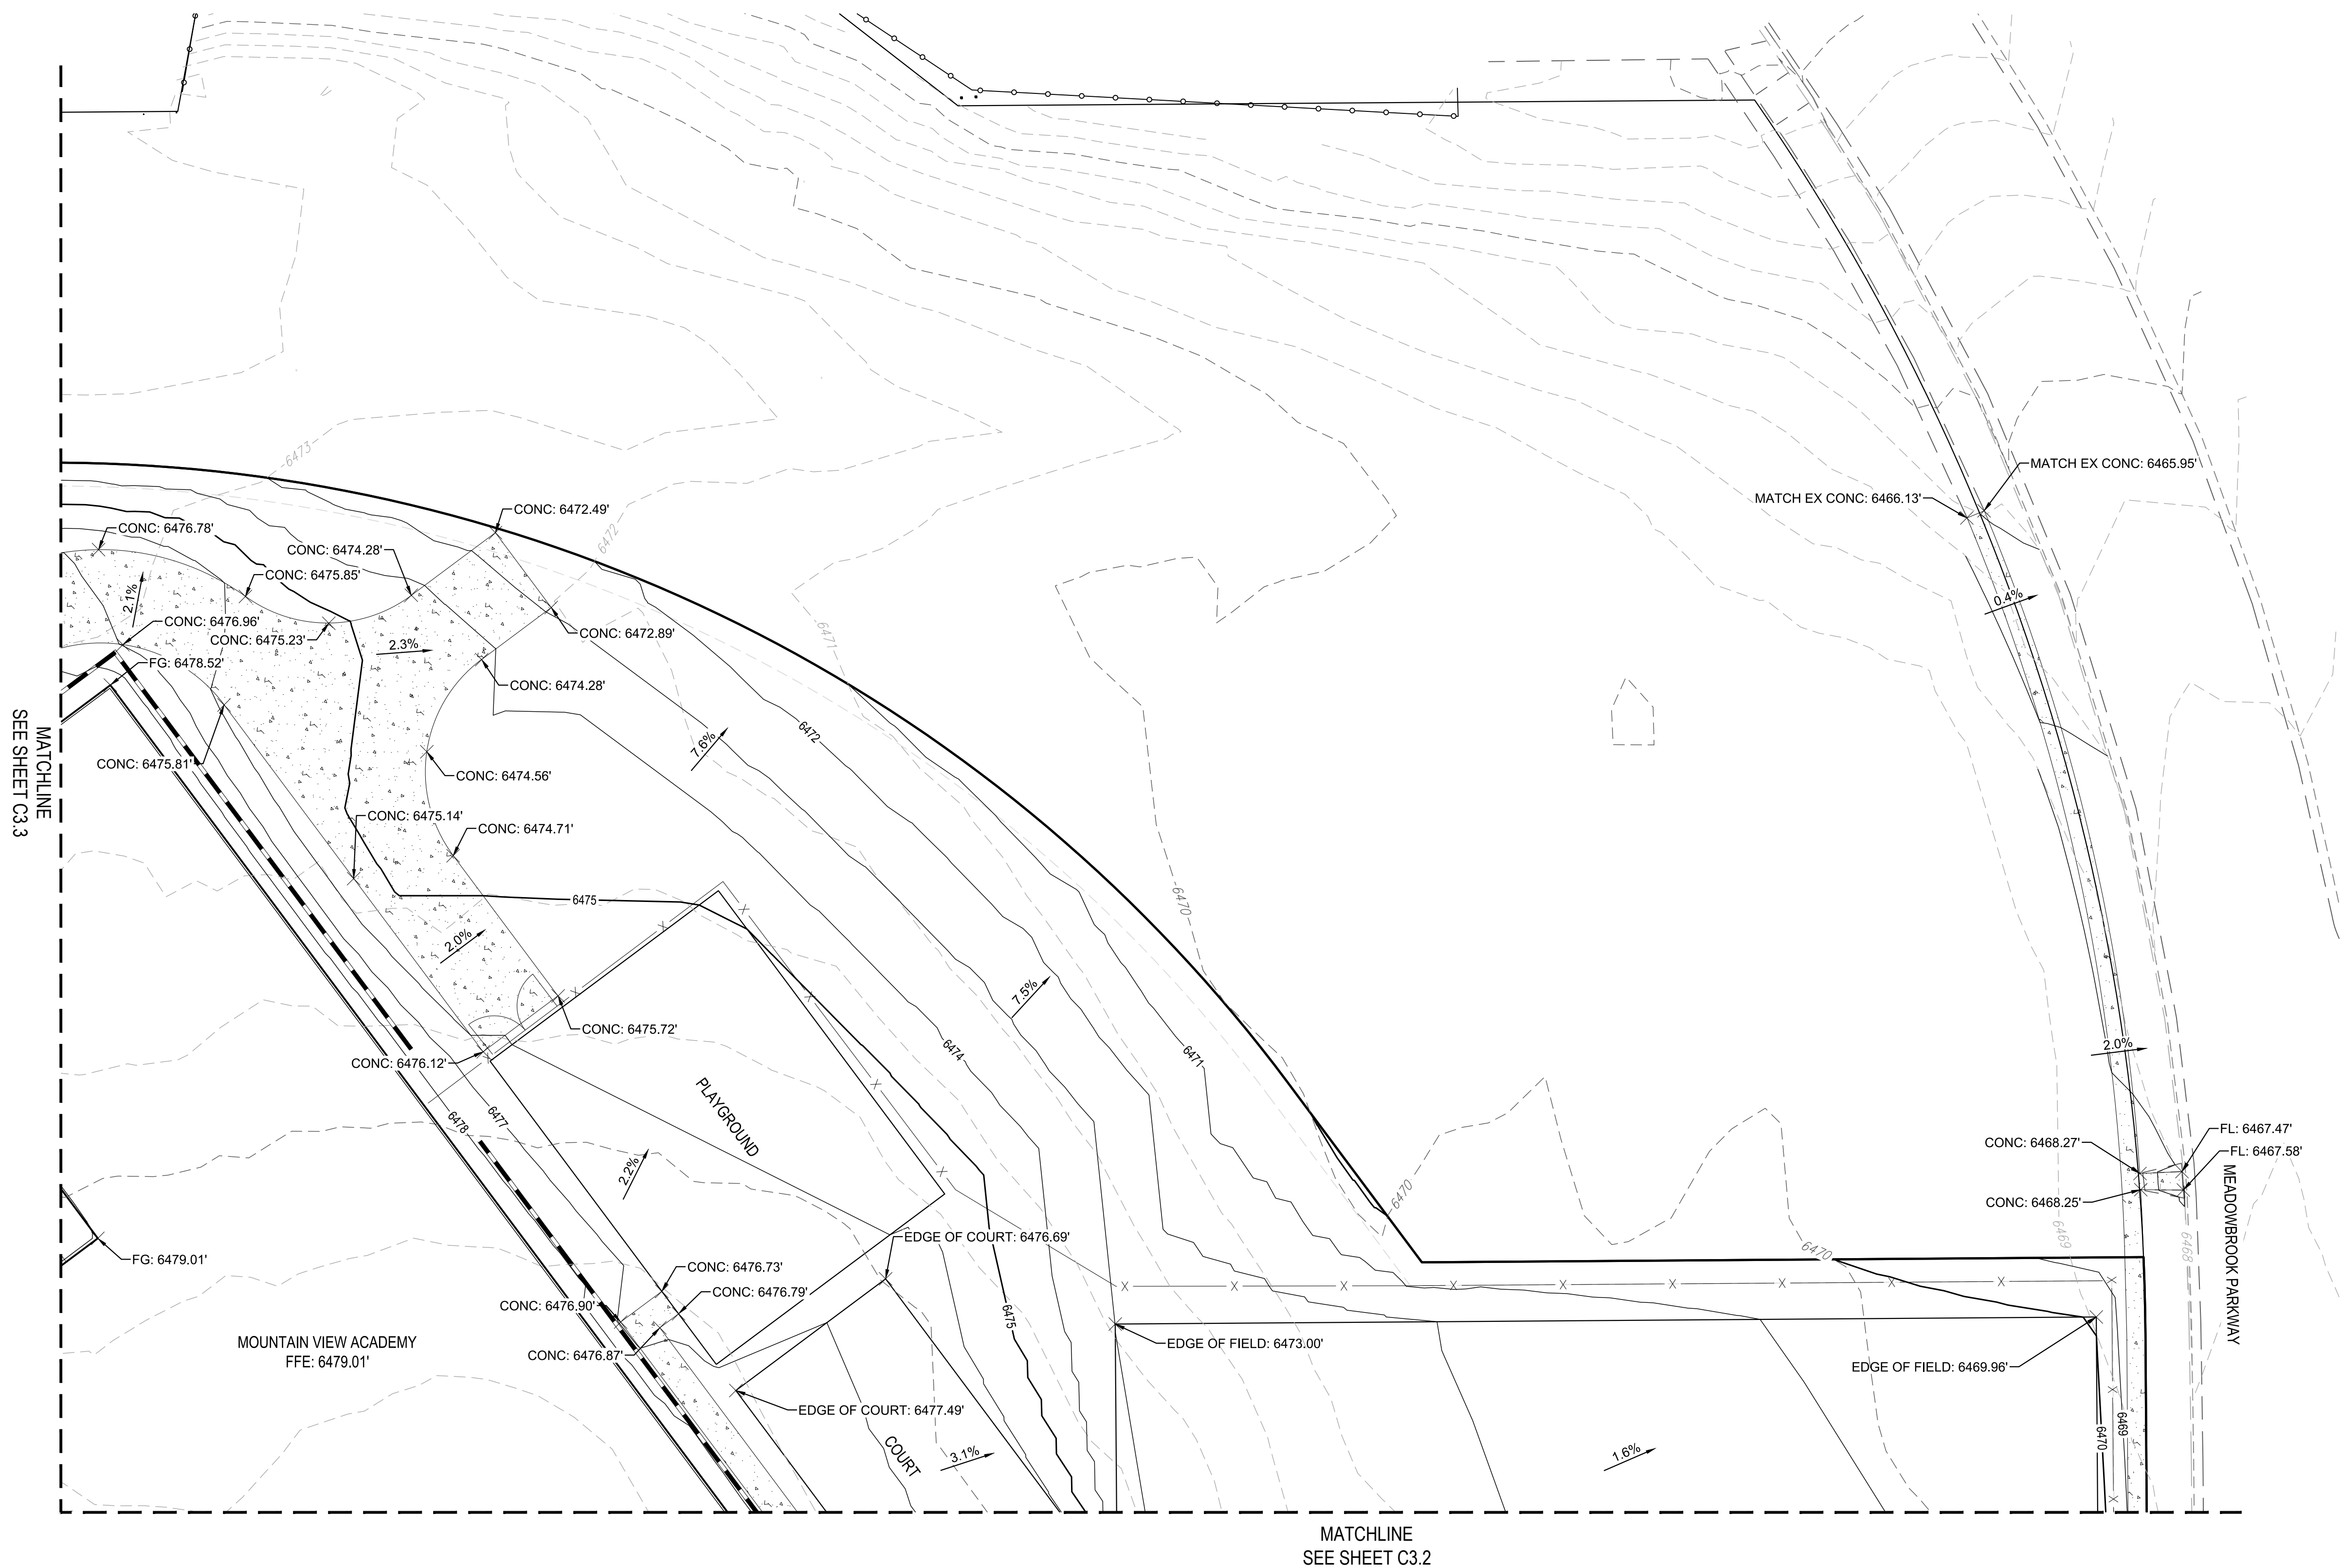 6473
CONC: 6472.49'
CONC: 6476.78'
CONC: 6474.28'
6472
CONC: 6475.85'
2.1%
CONC: 6476.96'
CONC: 6475.23'
2.3%
CONC: 6472.89'
6471
FG: 6478.52'
CONC: 6474.28'
MATCH EX CONC: 6465.95'
MATCH EX CONC: 6466.13'
0.4%
MATCHLINE
SEE SHEET C3.3
CONC: 6475.81'
7.6%
6472
CONC: 6474.56'
CONC: 6475.14'
CONC: 6474.71'
6475
6470
2.0%
7.5%
CONC: 6475.72'
CONC: 6476.12'
6474
6471
2.0%
6478
6477
PLAYGROUND
2.2%
CONC: 6468.27'
FL: 6467.47'
FL: 6467.58'
CONC: 6468.25'
MEADOWBROOK PARKWAY
6470
6470
6469
6468
FG: 6479.01'
EDGE OF COURT: 6476.69'
CONC: 6476.73'
CONC: 6476.79'
CONC: 6476.90'
CONC: 6476.87'
6475
EDGE OF FIELD: 6473.00'
EDGE OF FIELD: 6469.96'
MOUNTAIN VIEW ACADEMY
FFE: 6479.01'
EDGE OF COURT: 6477.49'
COURT
3.1%
1.6%
6470
6469
MATCHLINE
SEE SHEET C3.2